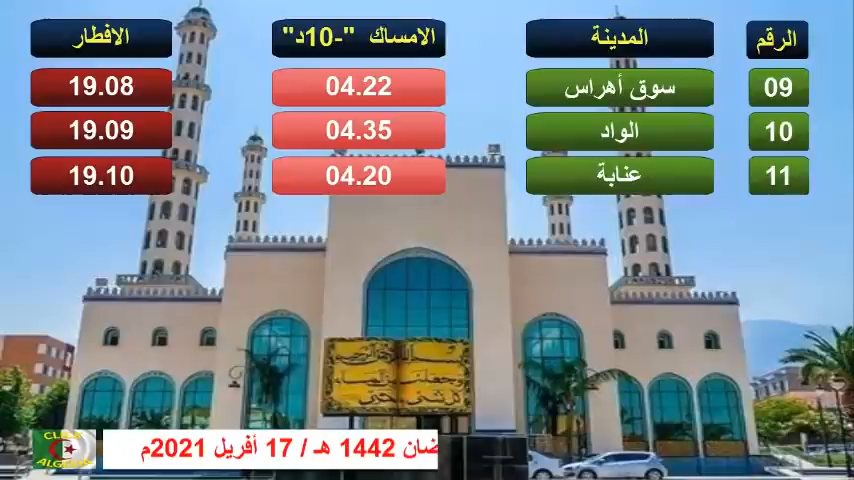 الرقم المدينة الامساك "-10د" الافطار
09 سوق أهراس 04.22 19.08
10 الواد 04.35 19.09
11 عنابة 04.20 19.10
ضان 1442 هـ / 17 أفريل 2021م
ALGERIA